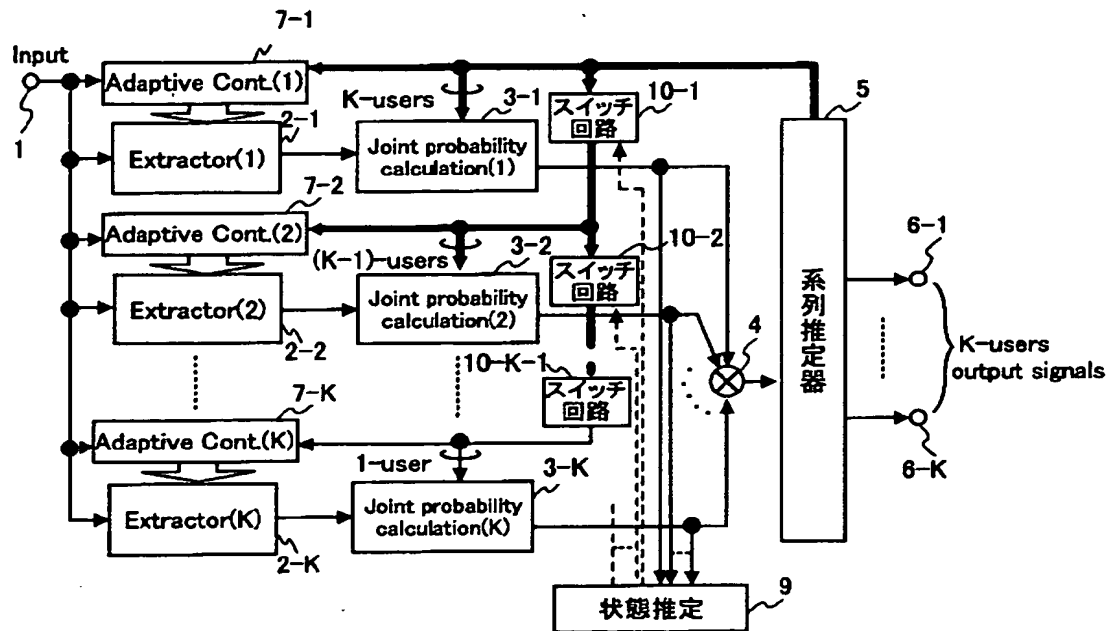 7-1
Input
Adaptive Cont.(1)
1
K-users
2-1
3-1
10-1
スイッチ
回路
5
Extractor(1)
Joint probability
calculation(1)
7-2
Adaptive Cont.(2)
(K-1)-users
3-2
10-2
スイッチ
回路
6-1
Extractor(2)
Joint probability
calculation(2)
2-2
系列推定器
4
K-users
output signals
10-K-1
スイッチ
回路
7-K
Adaptive Cont.(K)
1-user
3-K
6-K
Extractor(K)
Joint probability
calculation(K)
2-K
状態推定
9